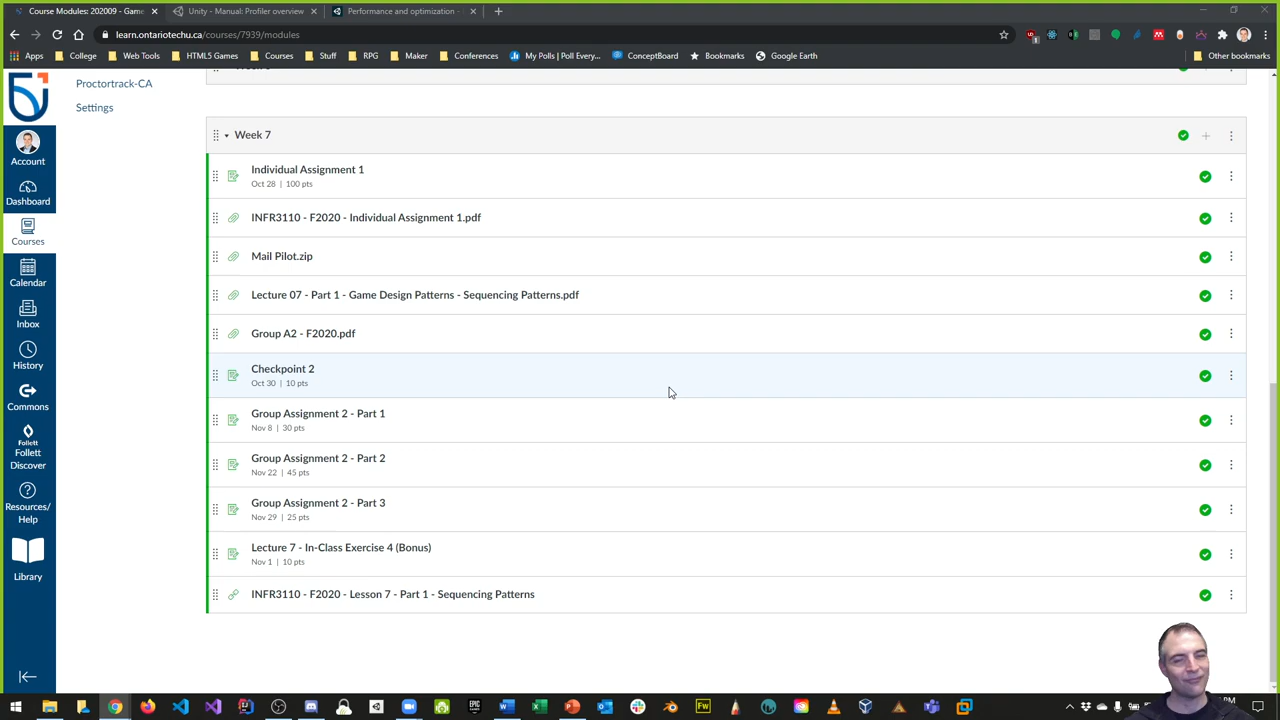 Course Modules: 202009 - Gam
Unity - Manual: Profiler overview
Performance and optimization -
learn.ontariotechu.ca/courses/7939/modules
Apps
College
Web Tools
HTML5 Games
Courses
Stuff
RPG
Maker
Conferences
My Polls | Poll Every...
ConceptBoard
Bookmarks
Google Earth
Other bookmarks
Proctortrack-CA
Settings
Account
Dashboard
Courses
Calendar
Inbox
History
Commons
Follett
Follett
Discover
Resources/
Help
Library
Week 7
Individual Assignment 1
Oct 28 | 100 pts
INFR3110 - F2020 - Individual Assignment 1.pdf
Mail Pilot.zip
Lecture 07 - Part 1 - Game Design Patterns - Sequencing Patterns.pdf
Group A2 - F2020.pdf
Checkpoint 2
Oct 30 | 10 pts
Group Assignment 2 - Part 1
Nov 8 | 30 pts
Group Assignment 2 - Part 2
Nov 22 | 45 pts
Group Assignment 2 - Part 3
Nov 29 | 25 pts
Lecture 7 - In-Class Exercise 4 (Bonus)
Nov 1 | 10 pts
INFR3110 - F2020 - Lesson 7 - Part 1 - Sequencing Patterns
EPIC
Fw
PM